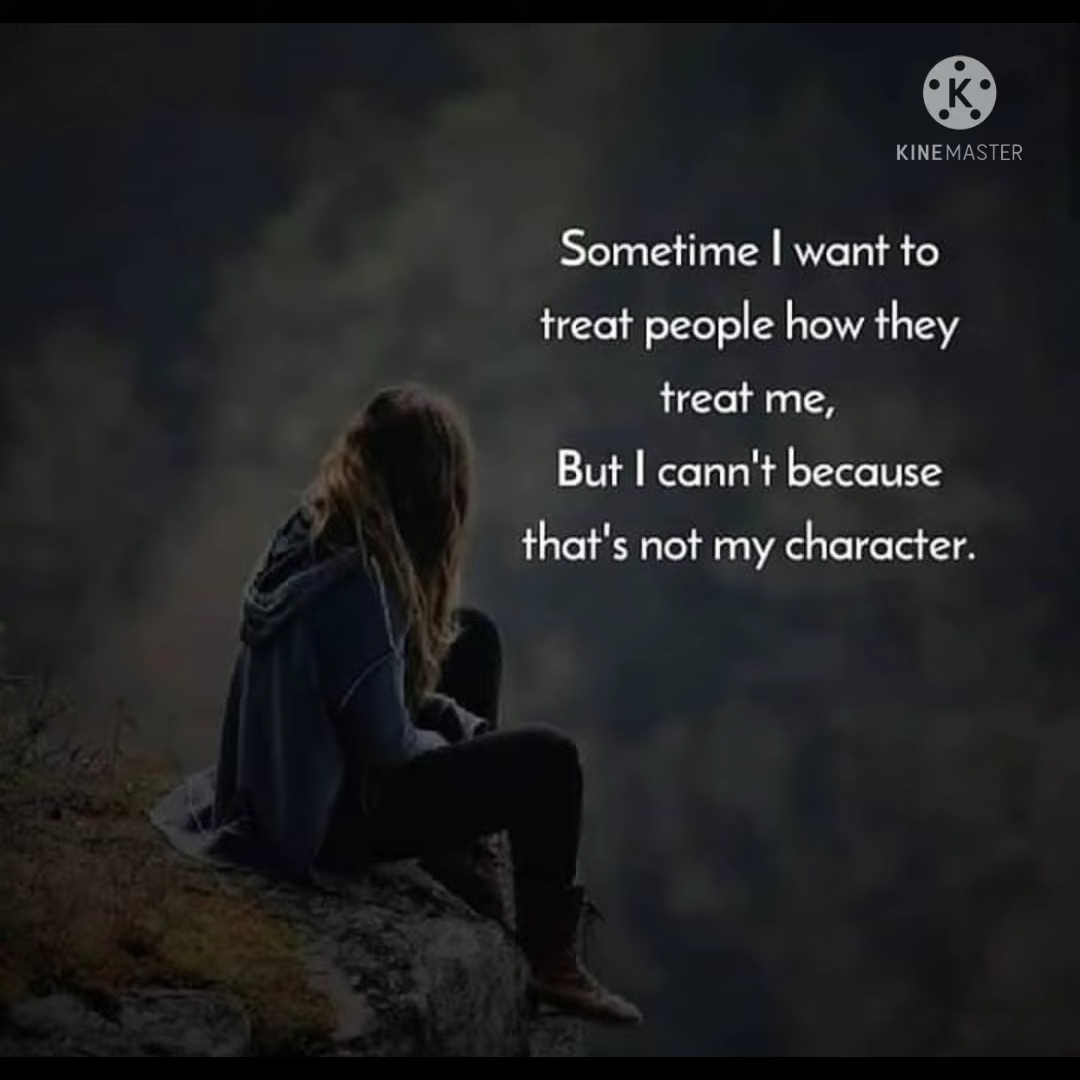 K
KINEMASTER
Sometime I want to
treat people how they
treat me,
But I cann't because
that's not my character.